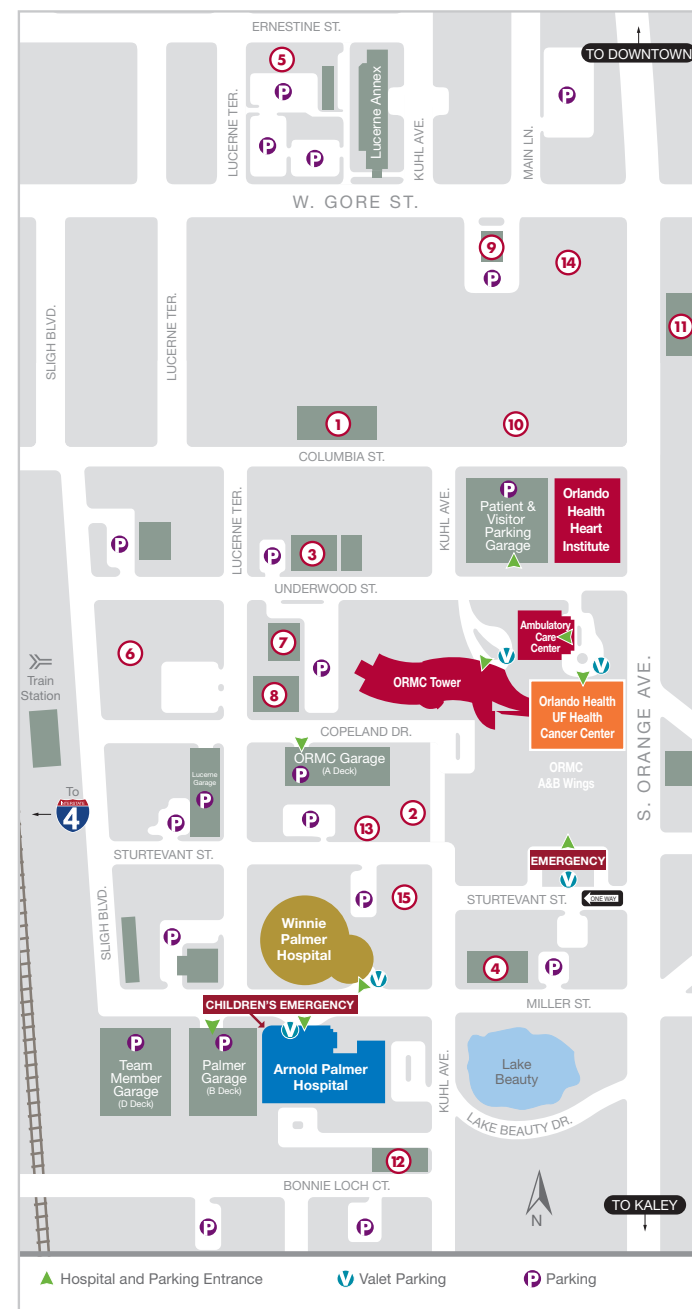 ERNESTINE ST.
TO DOWNTOWN
5
P
P
LUCERNE TER.
Lucerne Annex
KUHL AVE.
MAIN LN.
P
P
W. GORE ST.
9
14
P
SLIGH BLVD.
LUCERNE TER.
11
1
10
COLUMBIA ST.
P
Patient &
Visitor
Parking
Garage
Orlando
Health
Heart
Institute
LUCERNE TER.
KUHL AVE.
P
P
3
UNDERWOOD ST.
6
7
8
P
Ambulatory
Care
Center
V
V
ORMC Tower
Train
Station
Orlando Health
UF Health
Cancer Center
S. ORANGE AVE.
COPELAND DR.
ORMC Garage
(A Deck)
P
Lucerne
Garage
P
ORMC
A&B Wings
To
INTERSTATE
4
P
P
13
2
STURTEVANT ST.
EMERGENCY
V
SLIGH BLVD.
P
15
STURTEVANT ST.
ONE WAY
Winnie
Palmer
Hospital
P
4
P
V
CHILDREN'S EMERGENCY
MILLER ST.
V
P
Team
Member
Garage
(D Deck)
P
Palmer
Garage
(B Deck)
Arnold Palmer
Hospital
KUHL AVE.
Lake
Beauty
LAKE BEAUTY DR.
12
BONNIE LOCH CT.
N
TO KALEY
P
P
Hospital and Parking Entrance
V Valet Parking
P Parking